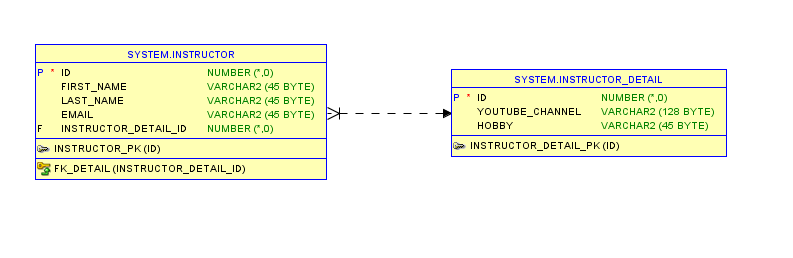 SYSTEM.INSTRUCTOR
P * ID NUMBER (*,0)
FIRST_NAME VARCHAR2 (45 BYTE)
LAST_NAME VARCHAR2 (45 BYTE)
EMAIL VARCHAR2 (45 BYTE)
F INSTRUCTOR_DETAIL_ID NUMBER (*,0)
INSTRUCTOR_PK (ID)
FK_DETAIL (INSTRUCTOR_DETAIL_ID)
SYSTEM.INSTRUCTOR_DETAIL
P * ID NUMBER (*,0)
YOUTUBE_CHANNEL VARCHAR2 (128 BYTE)
HOBBY VARCHAR2 (45 BYTE)
INSTRUCTOR_DETAIL_PK (ID)